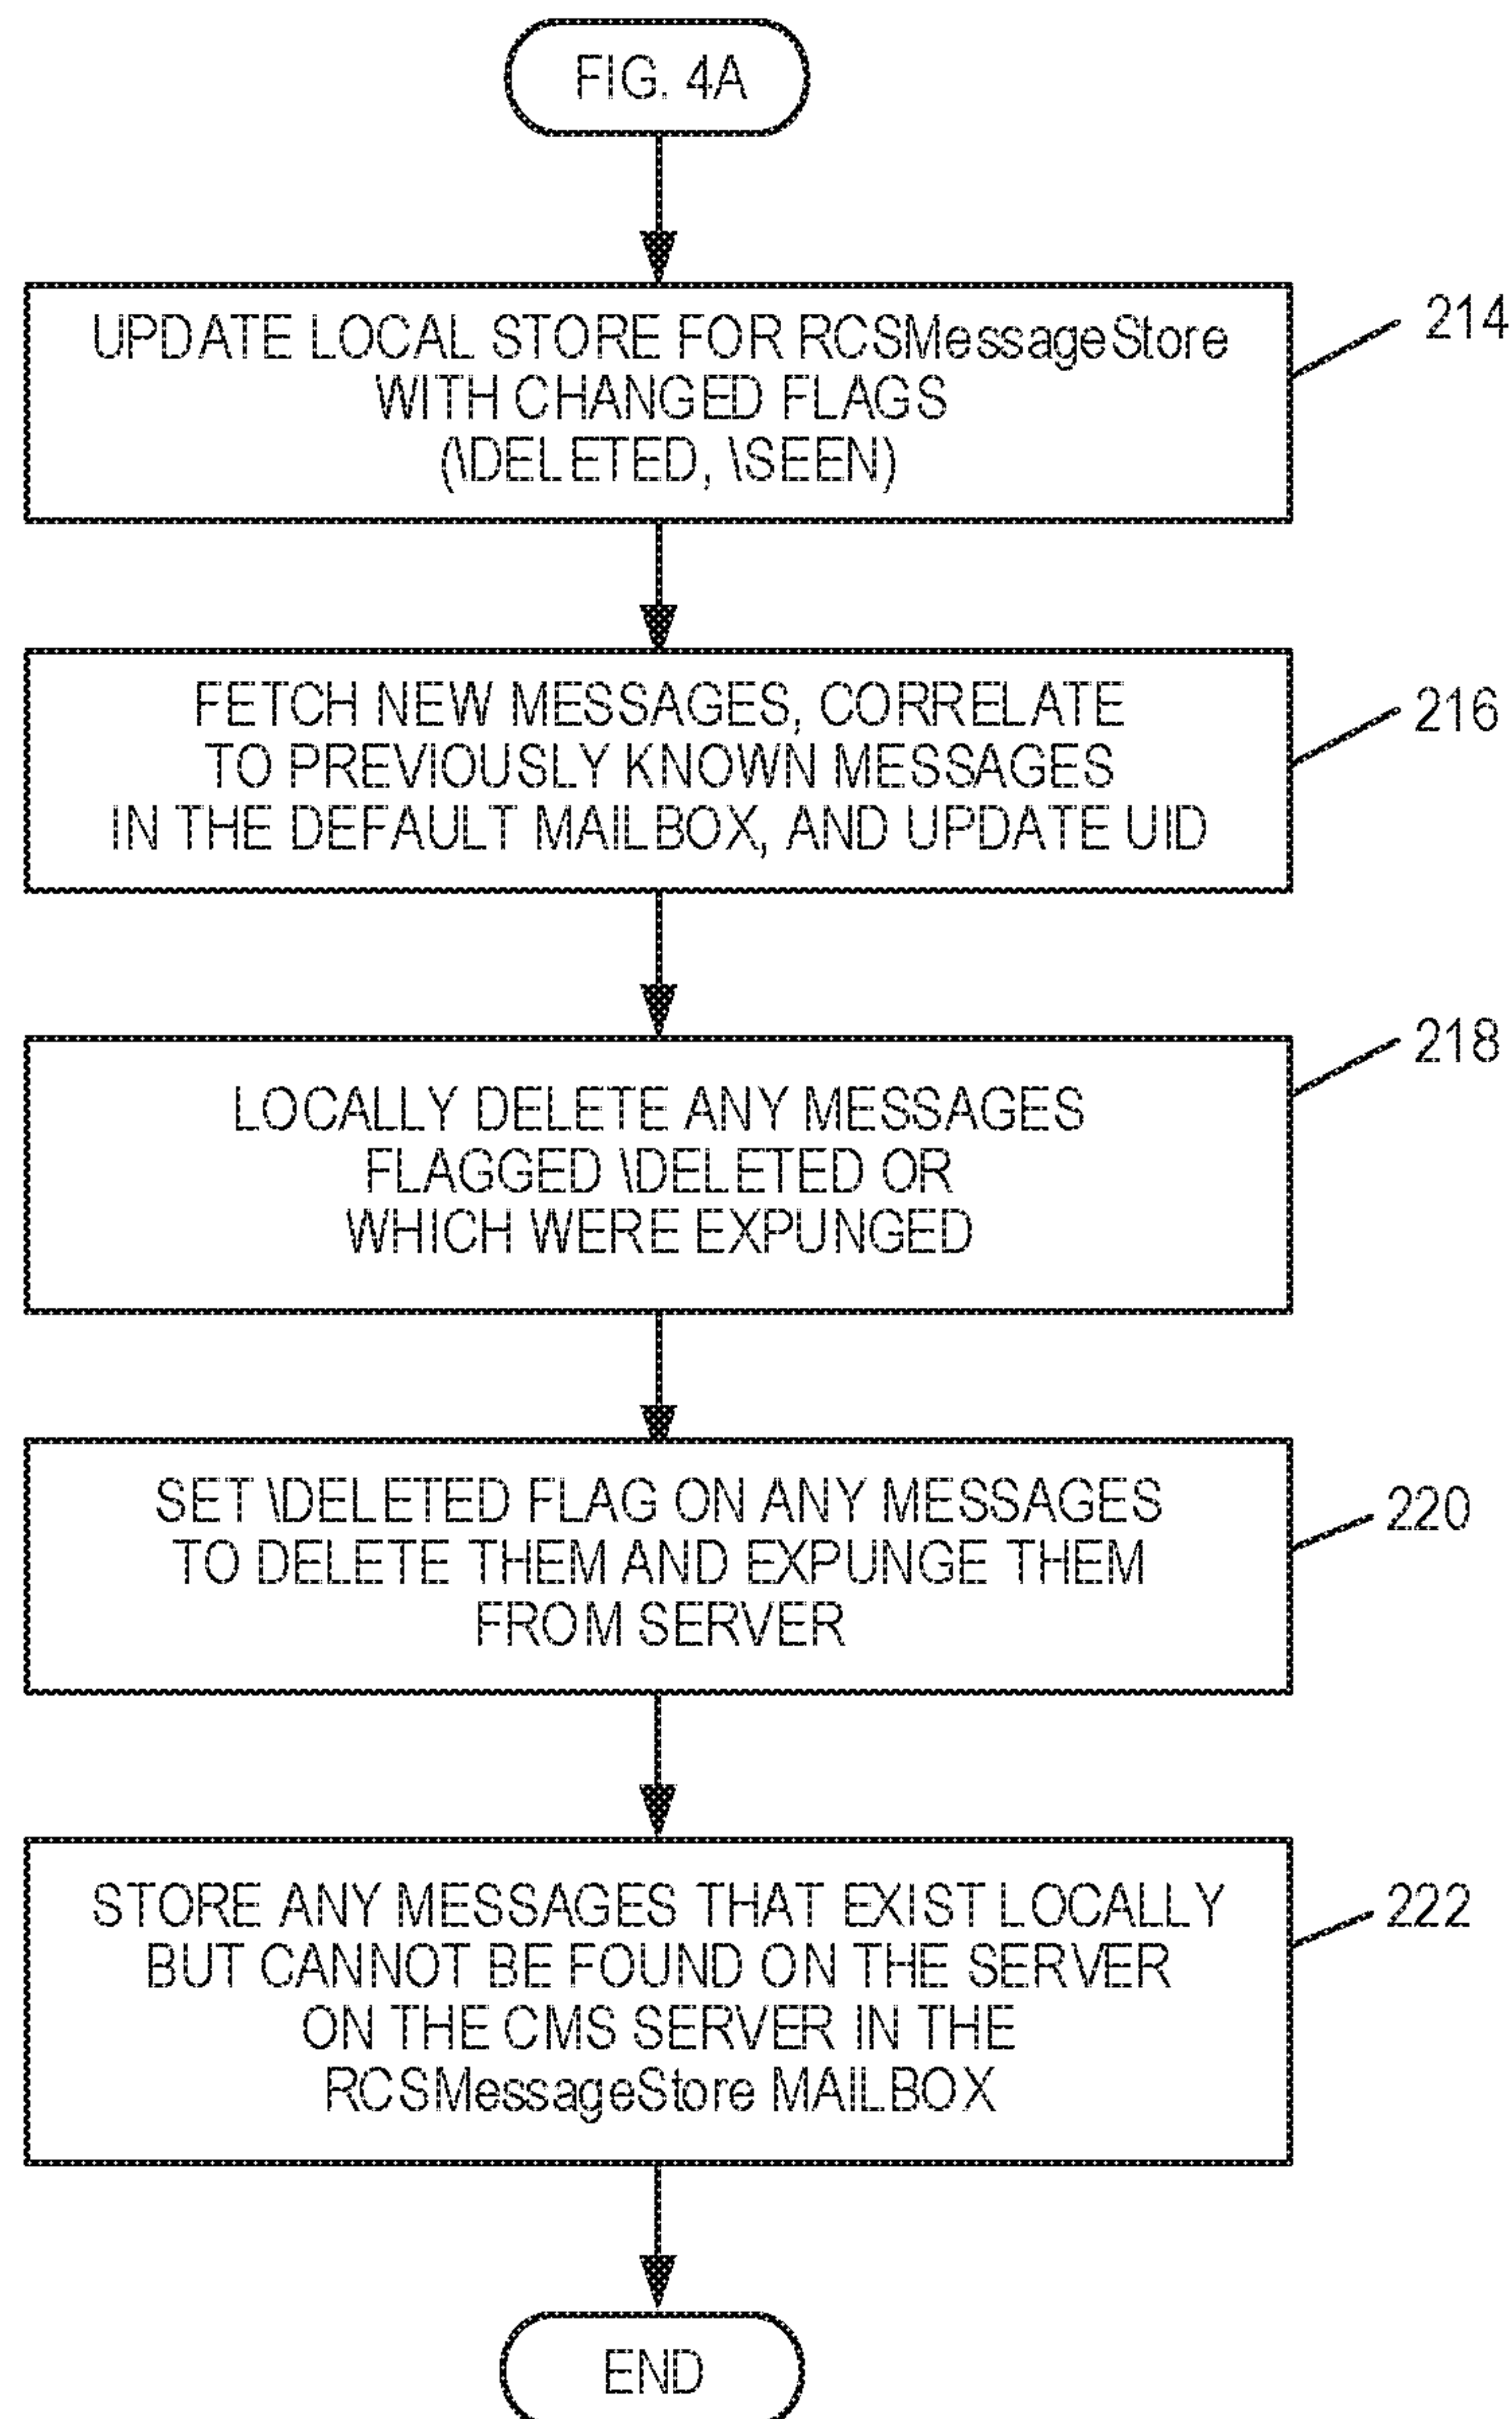 FIG. 4A
UPDATE LOCAL STORE FOR RCSMessageStore
WITH CHANGED FLAGS
(\DELETED, \SEEN)
214
FETCH NEW MESSAGES, CORRELATE
TO PREVIOUSLY KNOWN MESSAGES
IN THE DEFAULT MAILBOX, AND UPDATE UID
216
LOCALLY DELETE ANY MESSAGES
FLAGGED \DELETED OR
WHICH WERE EXPUNGED
218
SET \DELETED FLAG ON ANY MESSAGES
TO DELETE THEM AND EXPUNGE THEM
FROM SERVER
220
STORE ANY MESSAGES THAT EXIST LOCALLY
BUT CANNOT BE FOUND ON THE SERVER
ON THE CMS SERVER IN THE
RCSMessageStore MAILBOX
222
END